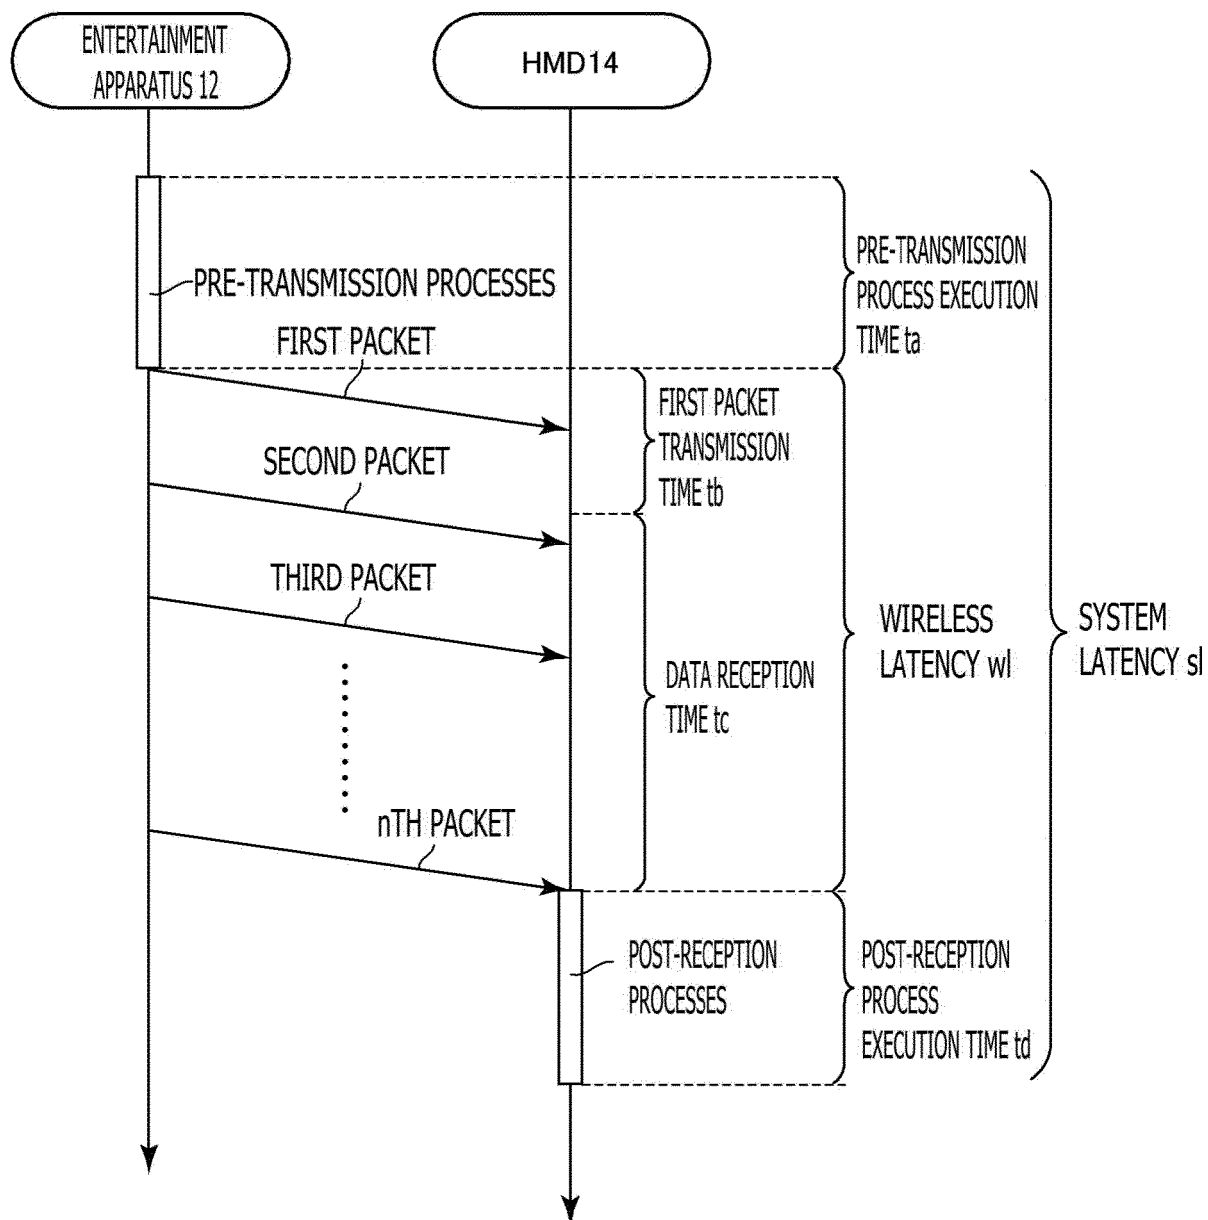 ENTERTAINMENT
APPARATUS 12
HMD14
PRE-TRANSMISSION PROCESSES
PRE-TRANSMISSION
PROCESS EXECUTION
TIME ta
FIRST PACKET
FIRST PACKET
TRANSMISSION
TIME tb
SECOND PACKET
THIRD PACKET
WIRELESS
LATENCY wl
SYSTEM
LATENCY sl
DATA RECEPTION
TIME tc
nTH PACKET
POST-RECEPTION
PROCESSES
POST-RECEPTION
PROCESS
EXECUTION TIME td